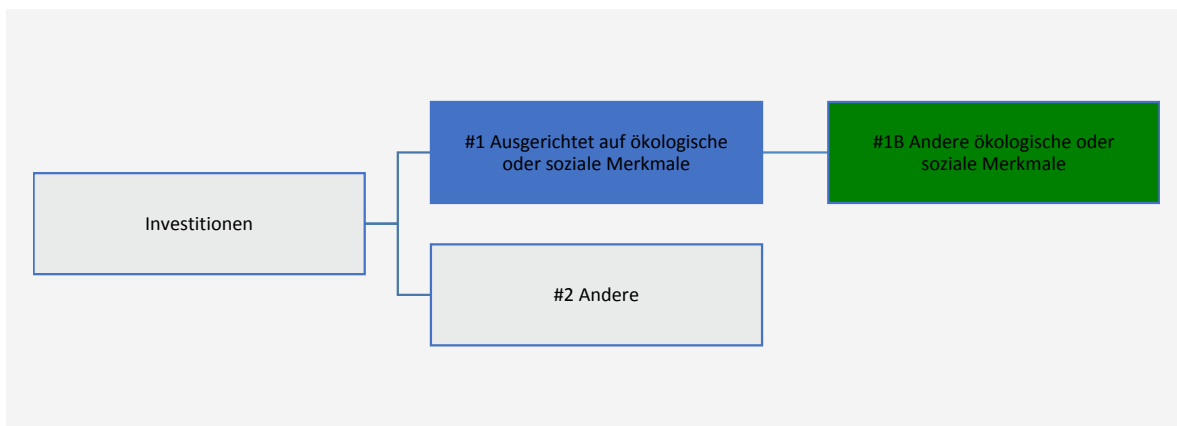 #1 Ausgerichtet auf ökologische
oder soziale Merkmale
#1B Andere ökologische oder
soziale Merkmale
Investitionen
#2 Andere